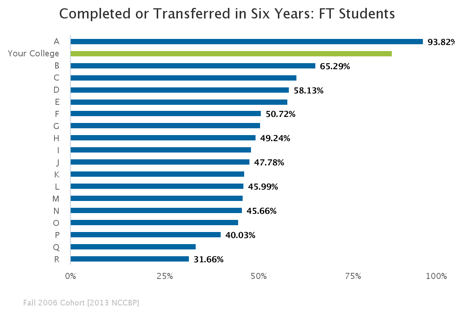 Completed or Transferred in Six Years: FT Students
A 93.82%
Your College
B 65.29%
C
D 58.13%
E
F 50.72%
G
H 49.24%
I
J 47.78%
K
L 45.99%
M
N 45.66%
O
P 40.03%
Q
R 31.66%
0% 25% 50% 75% 100%
Fall 2006 Cohort [2013 NCCBP]